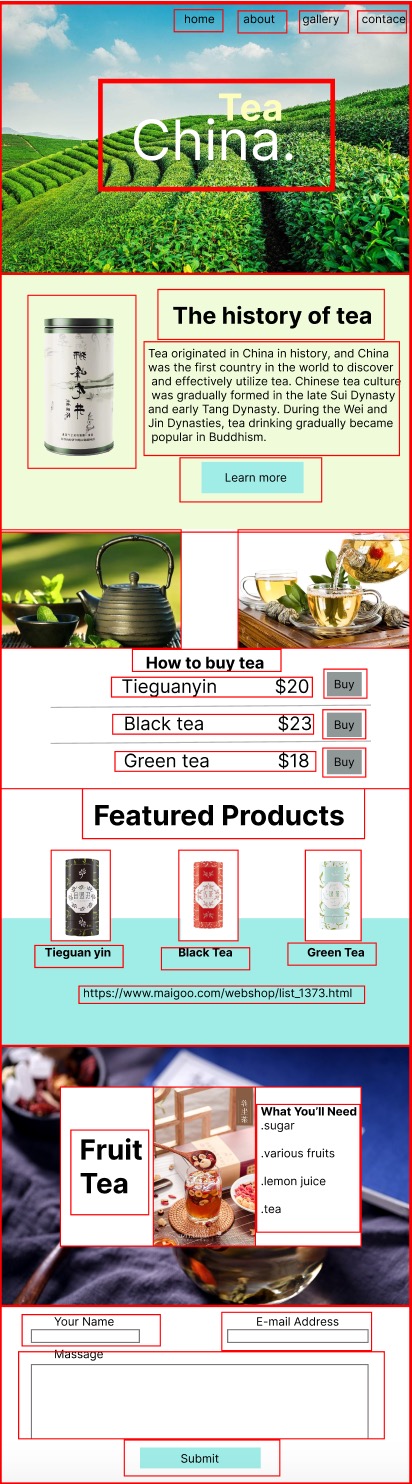 home about gallery contace
Tea
China.
The history of tea
Tea originated in China in history, and China
was the first country in the world to discover
and effectively utilize tea. Chinese tea culture
was gradually formed in the late Sui Dynasty
and early Tang Dynasty. During the Wei and
Jin Dynasties, tea drinking gradually became
popular in Buddhism.
Learn more
How to buy tea
Tieguanyin $20 Buy
Black tea $23 Buy
Green tea $18 Buy
Featured Products
Tieguan yin Black Tea Green Tea
https://www.maigoo.com/webshop/list_1373.html
Fruit
Tea
What You'll Need
.sugar
.various fruits
.lemon juice
.tea
Your Name E-mail Address
Massage
Submit